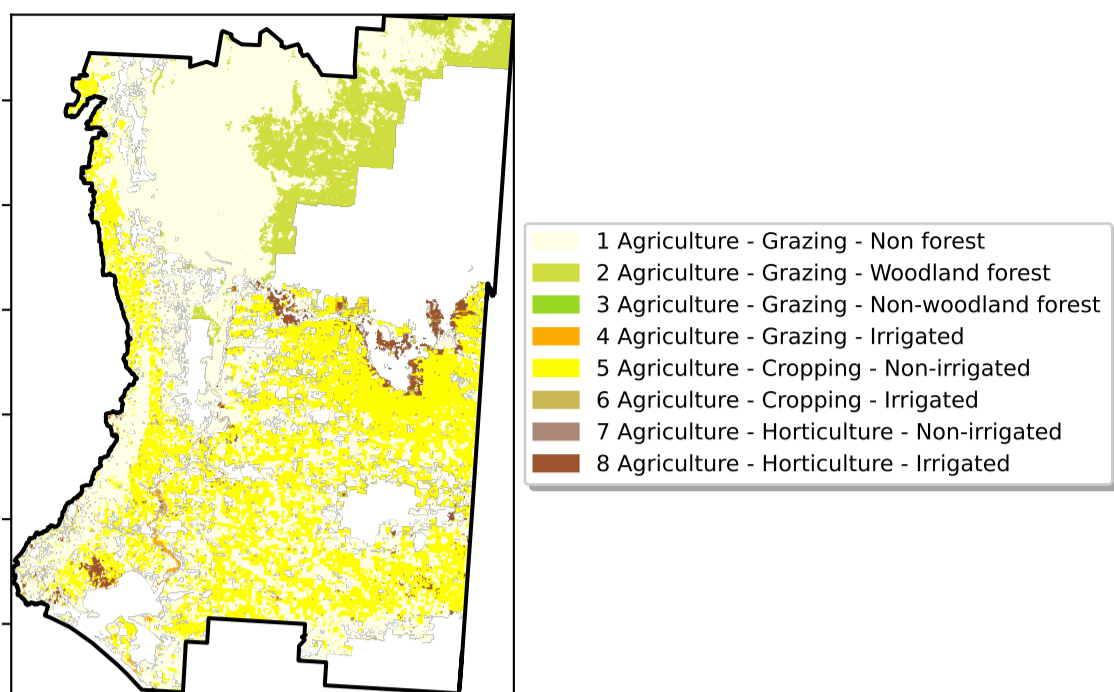 1 Agriculture - Grazing - Non forest
2 Agriculture - Grazing - Woodland forest
3 Agriculture - Grazing - Non-woodland forest
4 Agriculture - Grazing - Irrigated
5 Agriculture - Cropping - Non-irrigated
6 Agriculture - Cropping - Irrigated
7 Agriculture - Horticulture - Non-irrigated
8 Agriculture - Horticulture - Irrigated